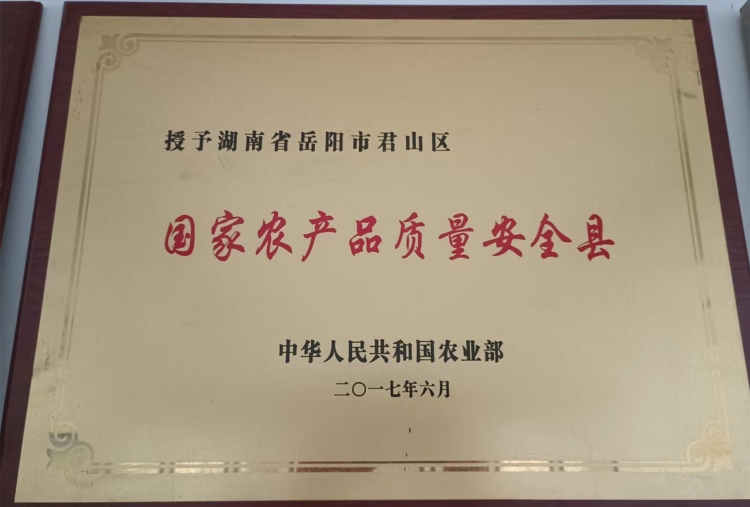 授予湖南省岳阳市君山区
国家农产品质量安全县
中华人民共和国农业部
二〇一七年六月